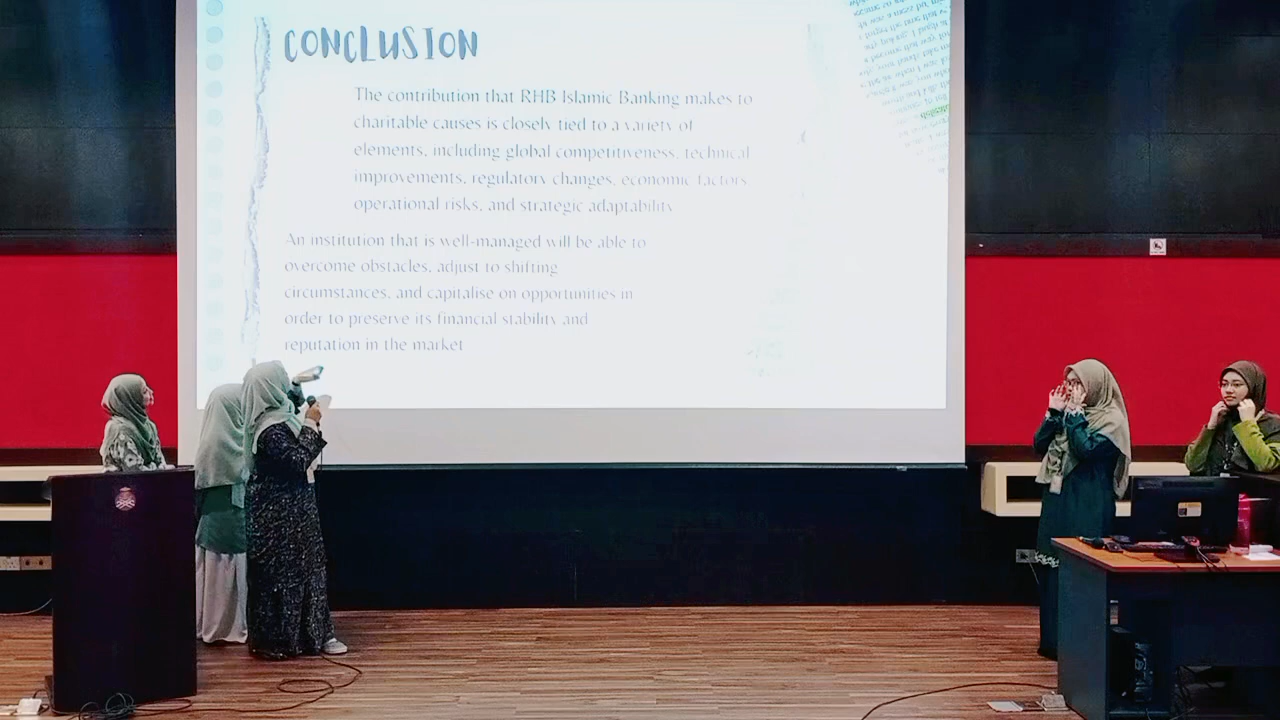 CONCLUSION
The contribution that RHB Islamic Banking makes to
charitable causes is closely tied to a variety of
elements, including global competitiveness, technical
improvements, regulatory changes, economic factors,
operational risks, and strategic adaptability
An institution that is well-managed will be able to
overcome obstacles, adjust to shifting
circumstances, and capitalise on opportunities in
order to preserve its financial stability and
reputation in the market